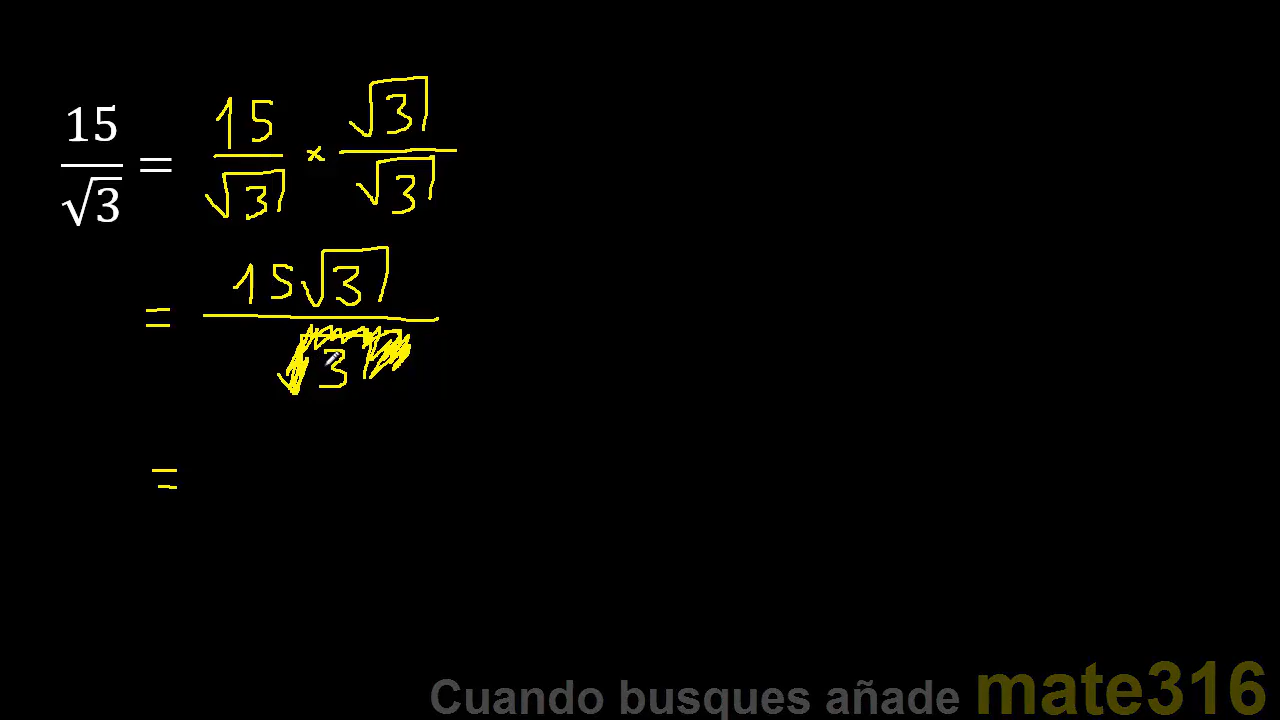 15/√3 = 15/√3 × √3/√3
= 15√3/√3
=
Cuando busques añade mate316